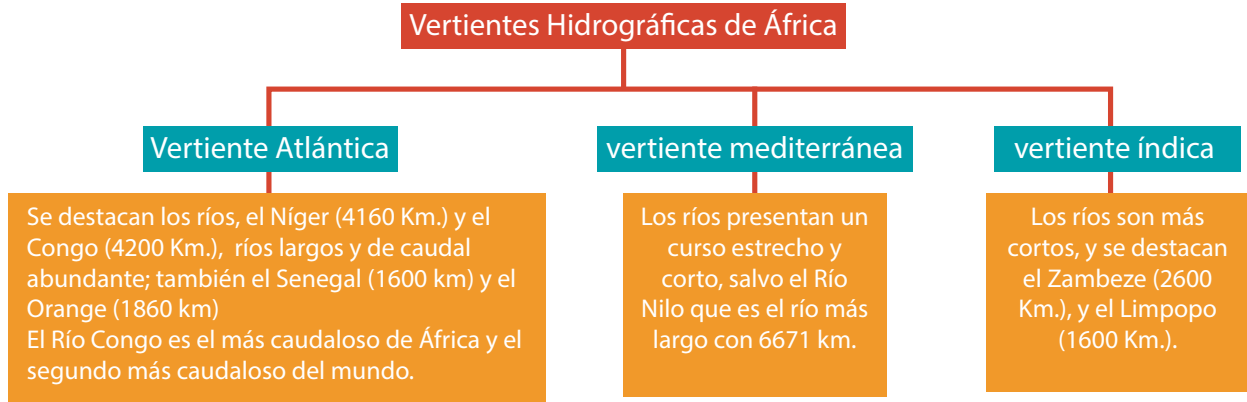 Vertientes Hidrográficas de África
Vertiente Atlántica
Se destacan los ríos, el Níger (4160 Km.) y el
Congo (4200 Km.), ríos largos y de caudal
abundante; también el Senegal (1600 km) y el
Orange (1860 km)
El Río Congo es el más caudaloso de África y el
segundo más caudaloso del mundo.
vertiente mediterránea
Los ríos presentan un
curso estrecho y
corto, salvo el Río
Nilo que es el río más
largo con 6671 km.
vertiente índica
Los ríos son más
cortos, y se destacan
el Zambeze (2600
Km.), y el Limpopo
(1600 Km.).